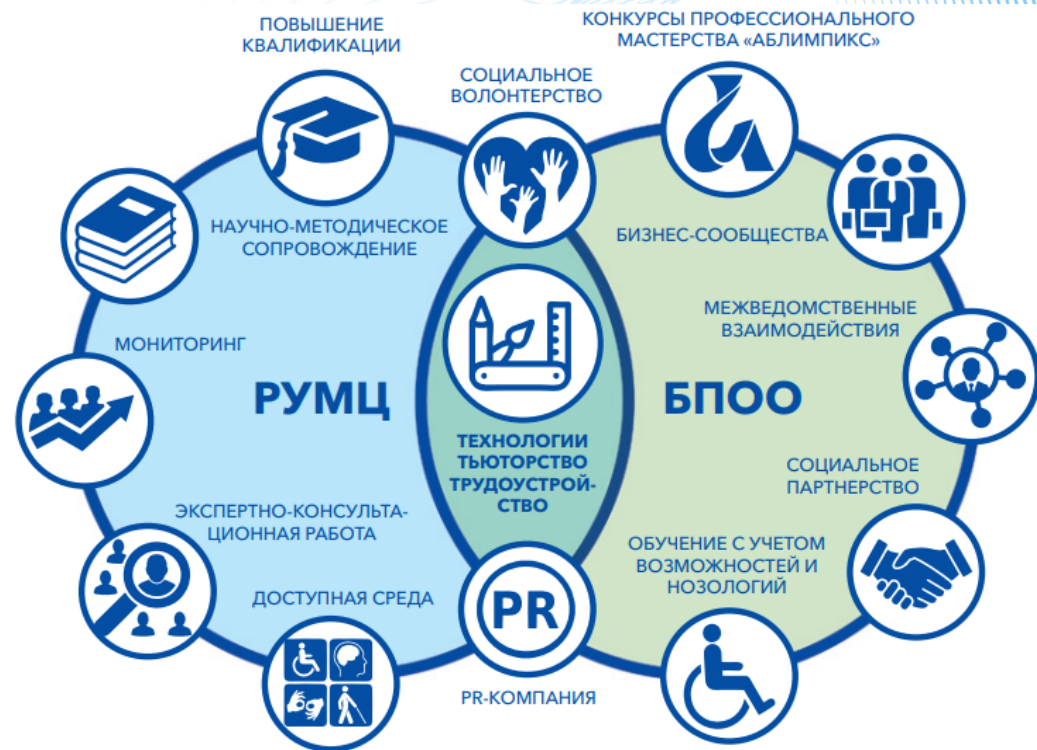 ПОВЫШЕНИЕ
КВАЛИФИКАЦИИ
КОНКУРСЫ ПРОФЕССИОНАЛЬНОГО
МАСТЕРСТВА «АБЛИМПИКС»
СОЦИАЛЬНОЕ
ВОЛОНТЕРСТВО
НАУЧНО-МЕТОДИЧЕСКОЕ
СОПРОВОЖДЕНИЕ
БИЗНЕС-СООБЩЕСТВА
МОНИТОРИНГ
МЕЖВЕДОМСТВЕННЫЕ
ВЗАИМОДЕЙСТВИЯ
РУМЦ
БПОО
ТЕХНОЛОГИИ
ТЬЮТОРСТВО
ТРУДОУСТРОЙ-
СТВО
СОЦИАЛЬНОЕ
ПАРТНЕРСТВО
ЭКСПЕРТНО-КОНСУЛЬТА-
ЦИОННАЯ РАБОТА
ОБУЧЕНИЕ С УЧЕТОМ
ВОЗМОЖНОСТЕЙ И
НОЗОЛОГИЙ
ДОСТУПНАЯ СРЕДА
PR
PR-КОМПАНИЯ